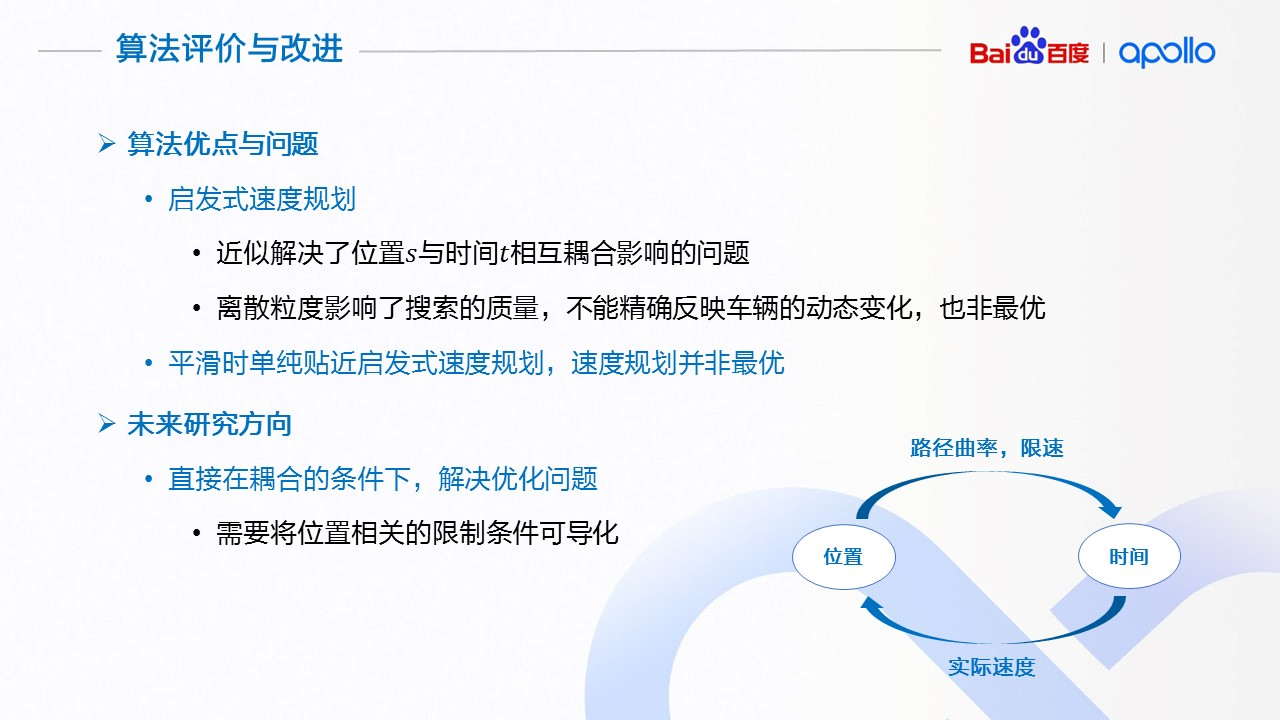 算法评价与改进
Baidu百度 | apollo
➢ 算法优点与问题
• 启发式速度规划
• 近似解决了位置s与时间t相互耦合影响的问题
• 离散粒度影响了搜索的质量，不能精确反映车辆的动态变化，也非最优
• 平滑时单纯贴近启发式速度规划，速度规划并非最优
➢ 未来研究方向
• 直接在耦合的条件下，解决优化问题
• 需要将位置相关的限制条件可导化
路径曲率，限速
位置
时间
实际速度